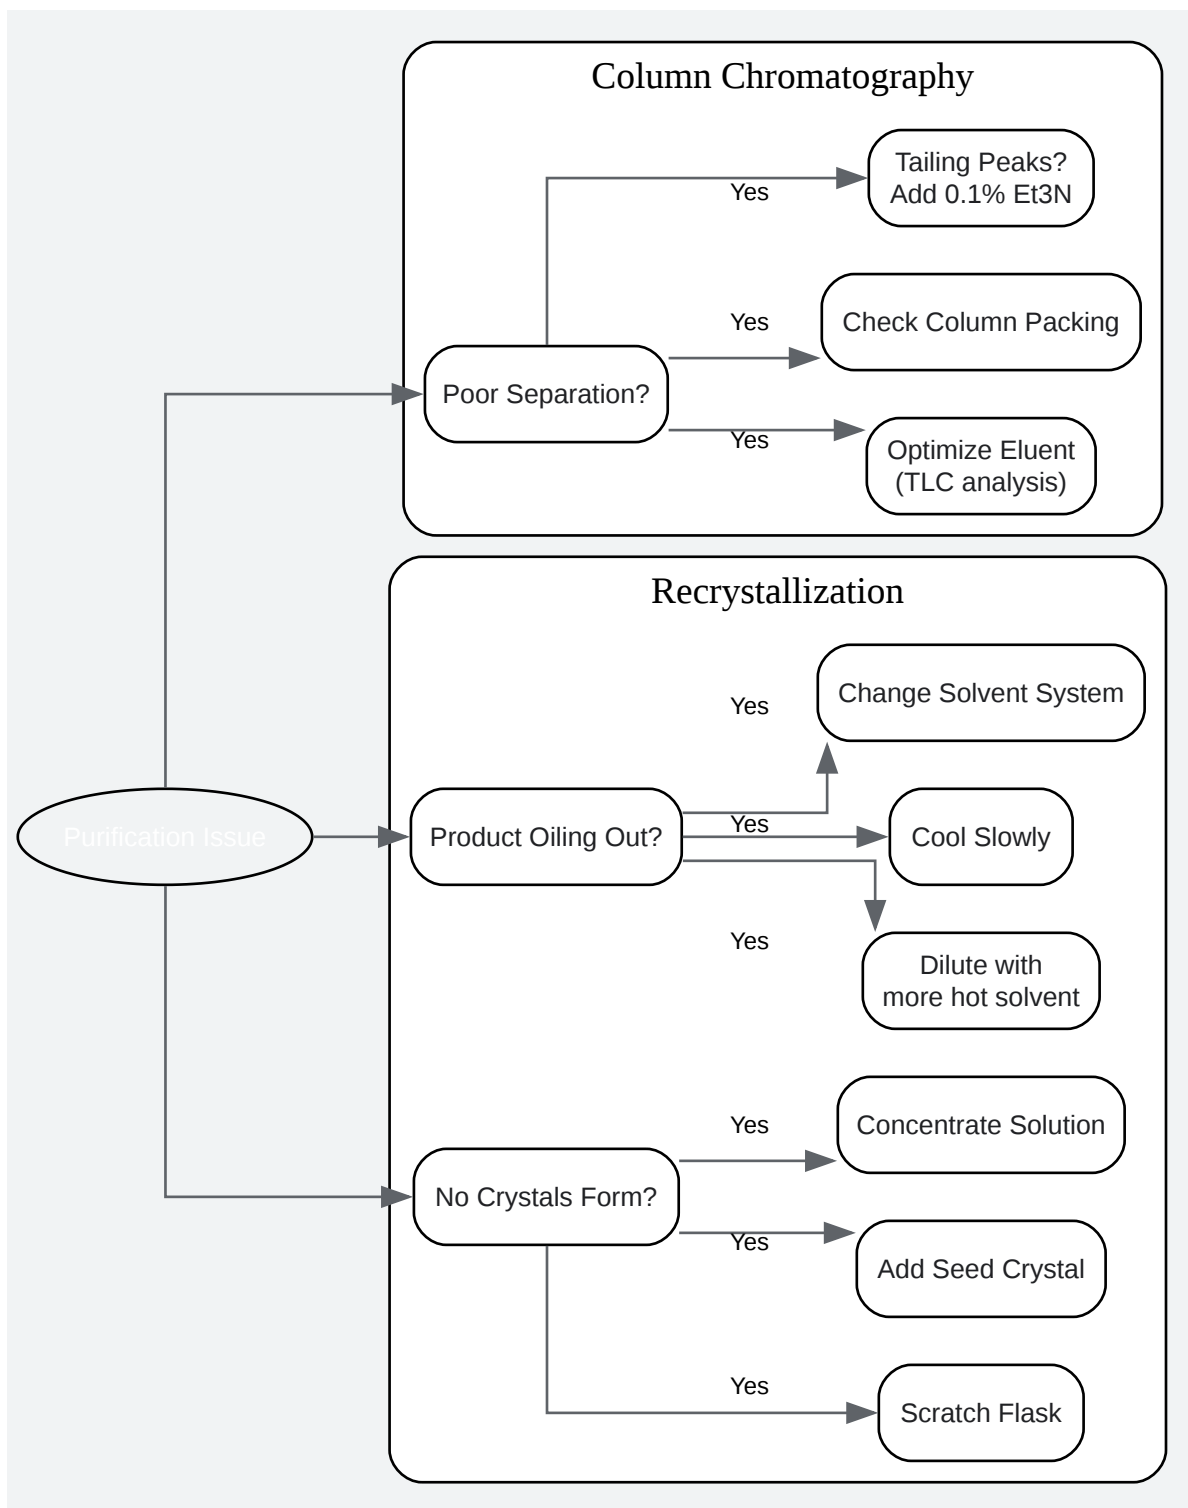 Column Chromatography
Tailing Peaks?
Add 0.1% Et3N
Yes
Yes
Check Column Packing
Poor Separation?
Yes
Optimize Eluent
(TLC analysis)
Recrystallization
Yes
Change Solvent System
Purification Issue
Product Oiling Out?
Yes
Cool Slowly
Yes
Dilute with
more hot solvent
Yes
Concentrate Solution
No Crystals Form?
Yes
Add Seed Crystal
Yes
Scratch Flask